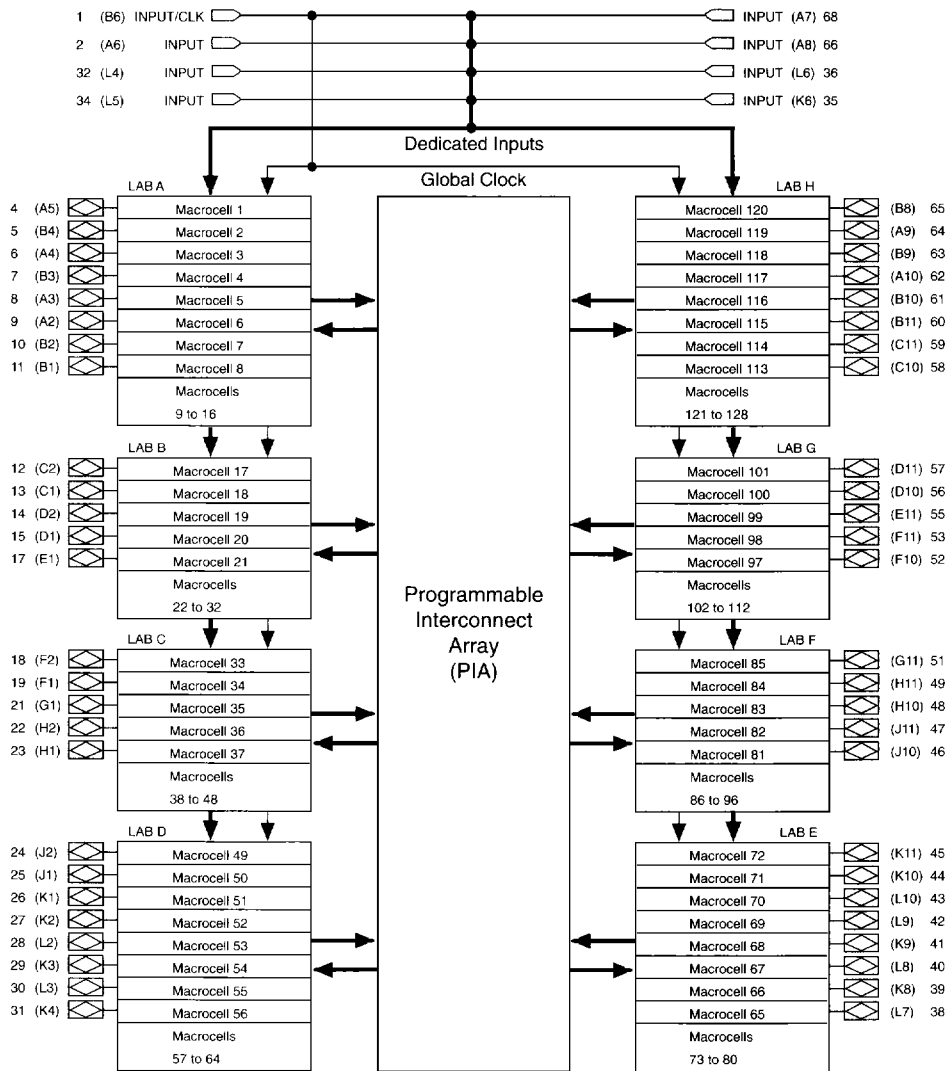 1 (B6) INPUT/CLK INPUT (A7) 68
2 (A6) INPUT INPUT (A8) 66
32 (L4) INPUT INPUT (L6) 36
34 (L5) INPUT INPUT (K6) 35
Dedicated Inputs
Global Clock
LAB A LAB H
4 (A5) Macrocell 1 Macrocell 120 (B8) 65
5 (B4) Macrocell 2 Macrocell 119 (A9) 64
6 (A4) Macrocell 3 Macrocell 118 (B9) 63
7 (B3) Macrocell 4 Macrocell 117 (A10) 62
8 (A3) Macrocell 5 Macrocell 116 (B10) 61
9 (A2) Macrocell 6 Macrocell 115 (B11) 60
10 (B2) Macrocell 7 Macrocell 114 (C11) 59
11 (B1) Macrocell 8 Macrocell 113 (C10) 58
Macrocells Macrocells
9 to 16 121 to 128
LAB B LAB G
12 (C2) Macrocell 17 Macrocell 101 (D11) 57
13 (C1) Macrocell 18 Macrocell 100 (D10) 56
14 (D2) Macrocell 19 Macrocell 99 (E11) 55
15 (D1) Macrocell 20 Macrocell 98 (F11) 53
17 (E1) Macrocell 21 Macrocell 97 (F10) 52
Macrocells Macrocells
22 to 32 102 to 112
Programmable
Interconnect
Array
(PIA)
LAB C LAB F
18 (F2) Macrocell 33 Macrocell 85 (G11) 51
19 (F1) Macrocell 34 Macrocell 84 (H11) 49
21 (G1) Macrocell 35 Macrocell 83 (H10) 48
22 (H2) Macrocell 36 Macrocell 82 (J11) 47
23 (H1) Macrocell 37 Macrocell 81 (J10) 46
Macrocells Macrocells
38 to 48 86 to 96
LAB D LAB E
24 (J2) Macrocell 49 Macrocell 72 (K11) 45
25 (J1) Macrocell 50 Macrocell 71 (K10) 44
26 (K1) Macrocell 51 Macrocell 70 (L10) 43
27 (K2) Macrocell 52 Macrocell 69 (L9) 42
28 (L2) Macrocell 53 Macrocell 68 (K9) 41
29 (K3) Macrocell 54 Macrocell 67 (L8) 40
30 (L3) Macrocell 55 Macrocell 66 (K8) 39
31 (K4) Macrocell 56 Macrocell 65 (L7) 38
Macrocells Macrocells
57 to 64 73 to 80